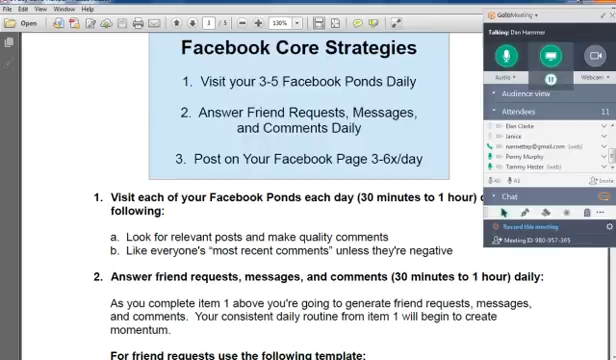 Edit View Window Help
Open
3 / 5
130%
GoToMeeting
Talking: Dan Hammer
Audio
Webcam
Audience view
Attendees 11
Janice
nannettap@gmail.com (web)
Penny Murphy
Tammy Hester (web)
Invite
Chat
Record this meeting
Meeting ID: 980-957-365
Facebook Core Strategies
1. Visit your 3-5 Facebook Ponds Daily
2. Answer Friend Requests, Messages,
and Comments Daily
3. Post on Your Facebook Page 3-6x/day
1. Visit each of your Facebook Ponds each day (30 minutes to 1 hour)
following:
a. Look for relevant posts and make quality comments
b. Like everyone's "most recent comments" unless they're negative
2. Answer friend requests, messages, and comments (30 minutes to 1 hour) daily:
As you complete item 1 above you're going to generate friend requests, messages,
and comments. Your consistent daily routine from item 1 will begin to create
momentum.
For friend requests use the following template: